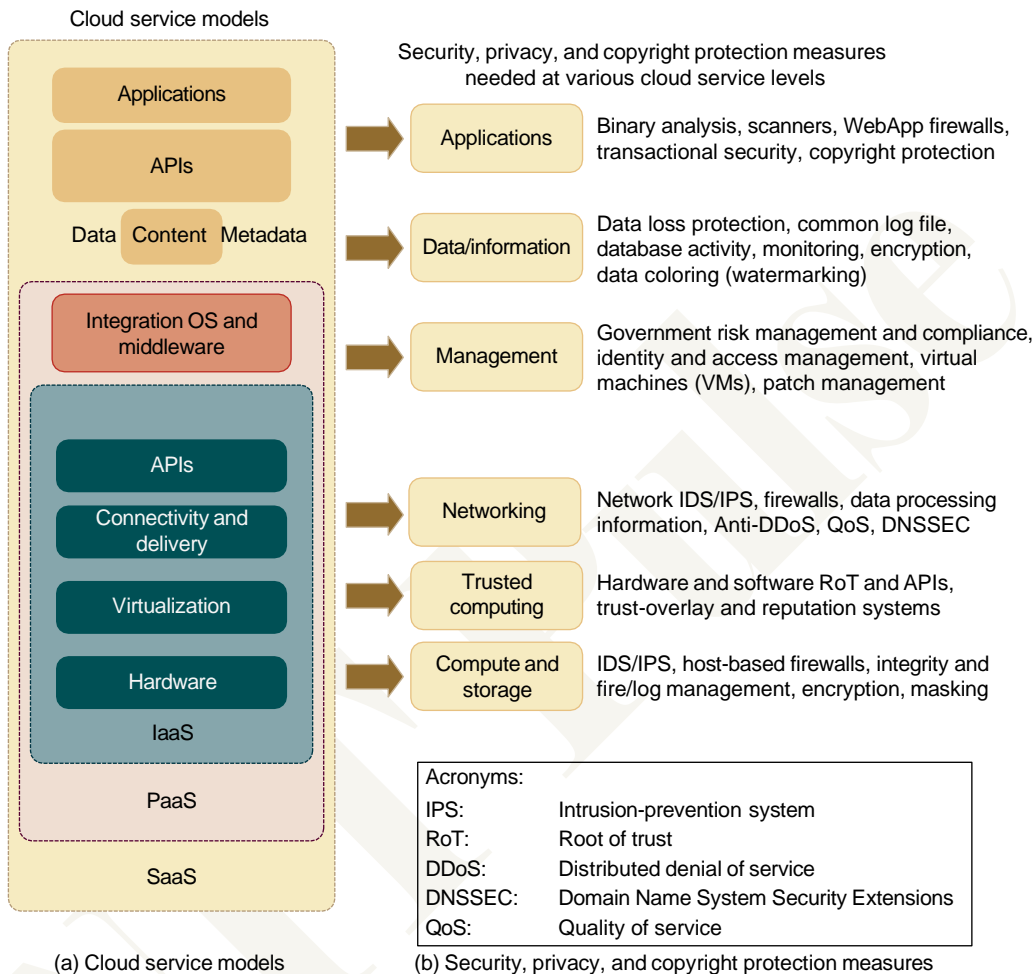 Cloud service models
Applications
APIs
Data Content Metadata
Integration OS and
middleware
APIs
Connectivity and
delivery
Virtualization
Hardware
IaaS
PaaS
SaaS
(a) Cloud service models
Security, privacy, and copyright protection measures
needed at various cloud service levels
Applications
Binary analysis, scanners, WebApp firewalls,
transactional security, copyright protection
Data/information
Data loss protection, common log file,
database activity, monitoring, encryption,
data coloring (watermarking)
Management
Government risk management and compliance,
identity and access management, virtual
machines (VMs), patch management
Networking
Network IDS/IPS, firewalls, data processing
information, Anti-DDoS, QoS, DNSSEC
Trusted
computing
Hardware and software RoT and APIs,
trust-overlay and reputation systems
Compute and
storage
IDS/IPS, host-based firewalls, integrity and
fire/log management, encryption, masking
Acronyms:
IPS: Intrusion-prevention system
RoT: Root of trust
DDoS: Distributed denial of service
DNSSEC: Domain Name System Security Extensions
QoS: Quality of service
(b) Security, privacy, and copyright protection measures